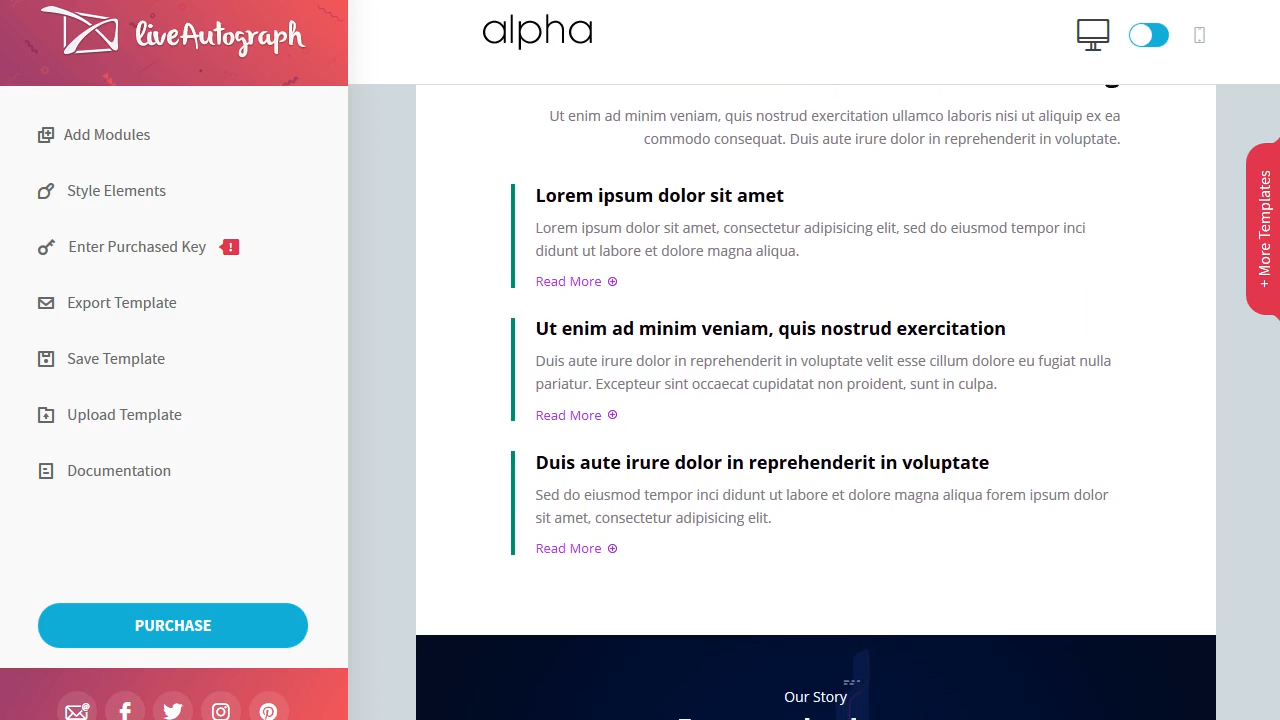 liveAutograph
alpha
Add Modules
Style Elements
Enter Purchased Key !
Export Template
Save Template
Upload Template
Documentation
PURCHASE
Ut enim ad minim veniam, quis nostrud exercitation ullamco laboris nisi ut aliquip ex ea
commodo consequat. Duis aute irure dolor in reprehenderit in voluptate.
Lorem ipsum dolor sit amet
Lorem ipsum dolor sit amet, consectetur adipisicing elit, sed do eiusmod tempor inci
didunt ut labore et dolore magna aliqua.
Read More
Ut enim ad minim veniam, quis nostrud exercitation
Duis aute irure dolor in reprehenderit in voluptate velit esse cillum dolore eu fugiat nulla
pariatur. Excepteur sint occaecat cupidatat non proident, sunt in culpa.
Read More
Duis aute irure dolor in reprehenderit in voluptate
Sed do eiusmod tempor inci didunt ut labore et dolore magna aliqua forem ipsum dolor
sit amet, consectetur adipisicing elit.
Read More
Our Story
+ More Templates